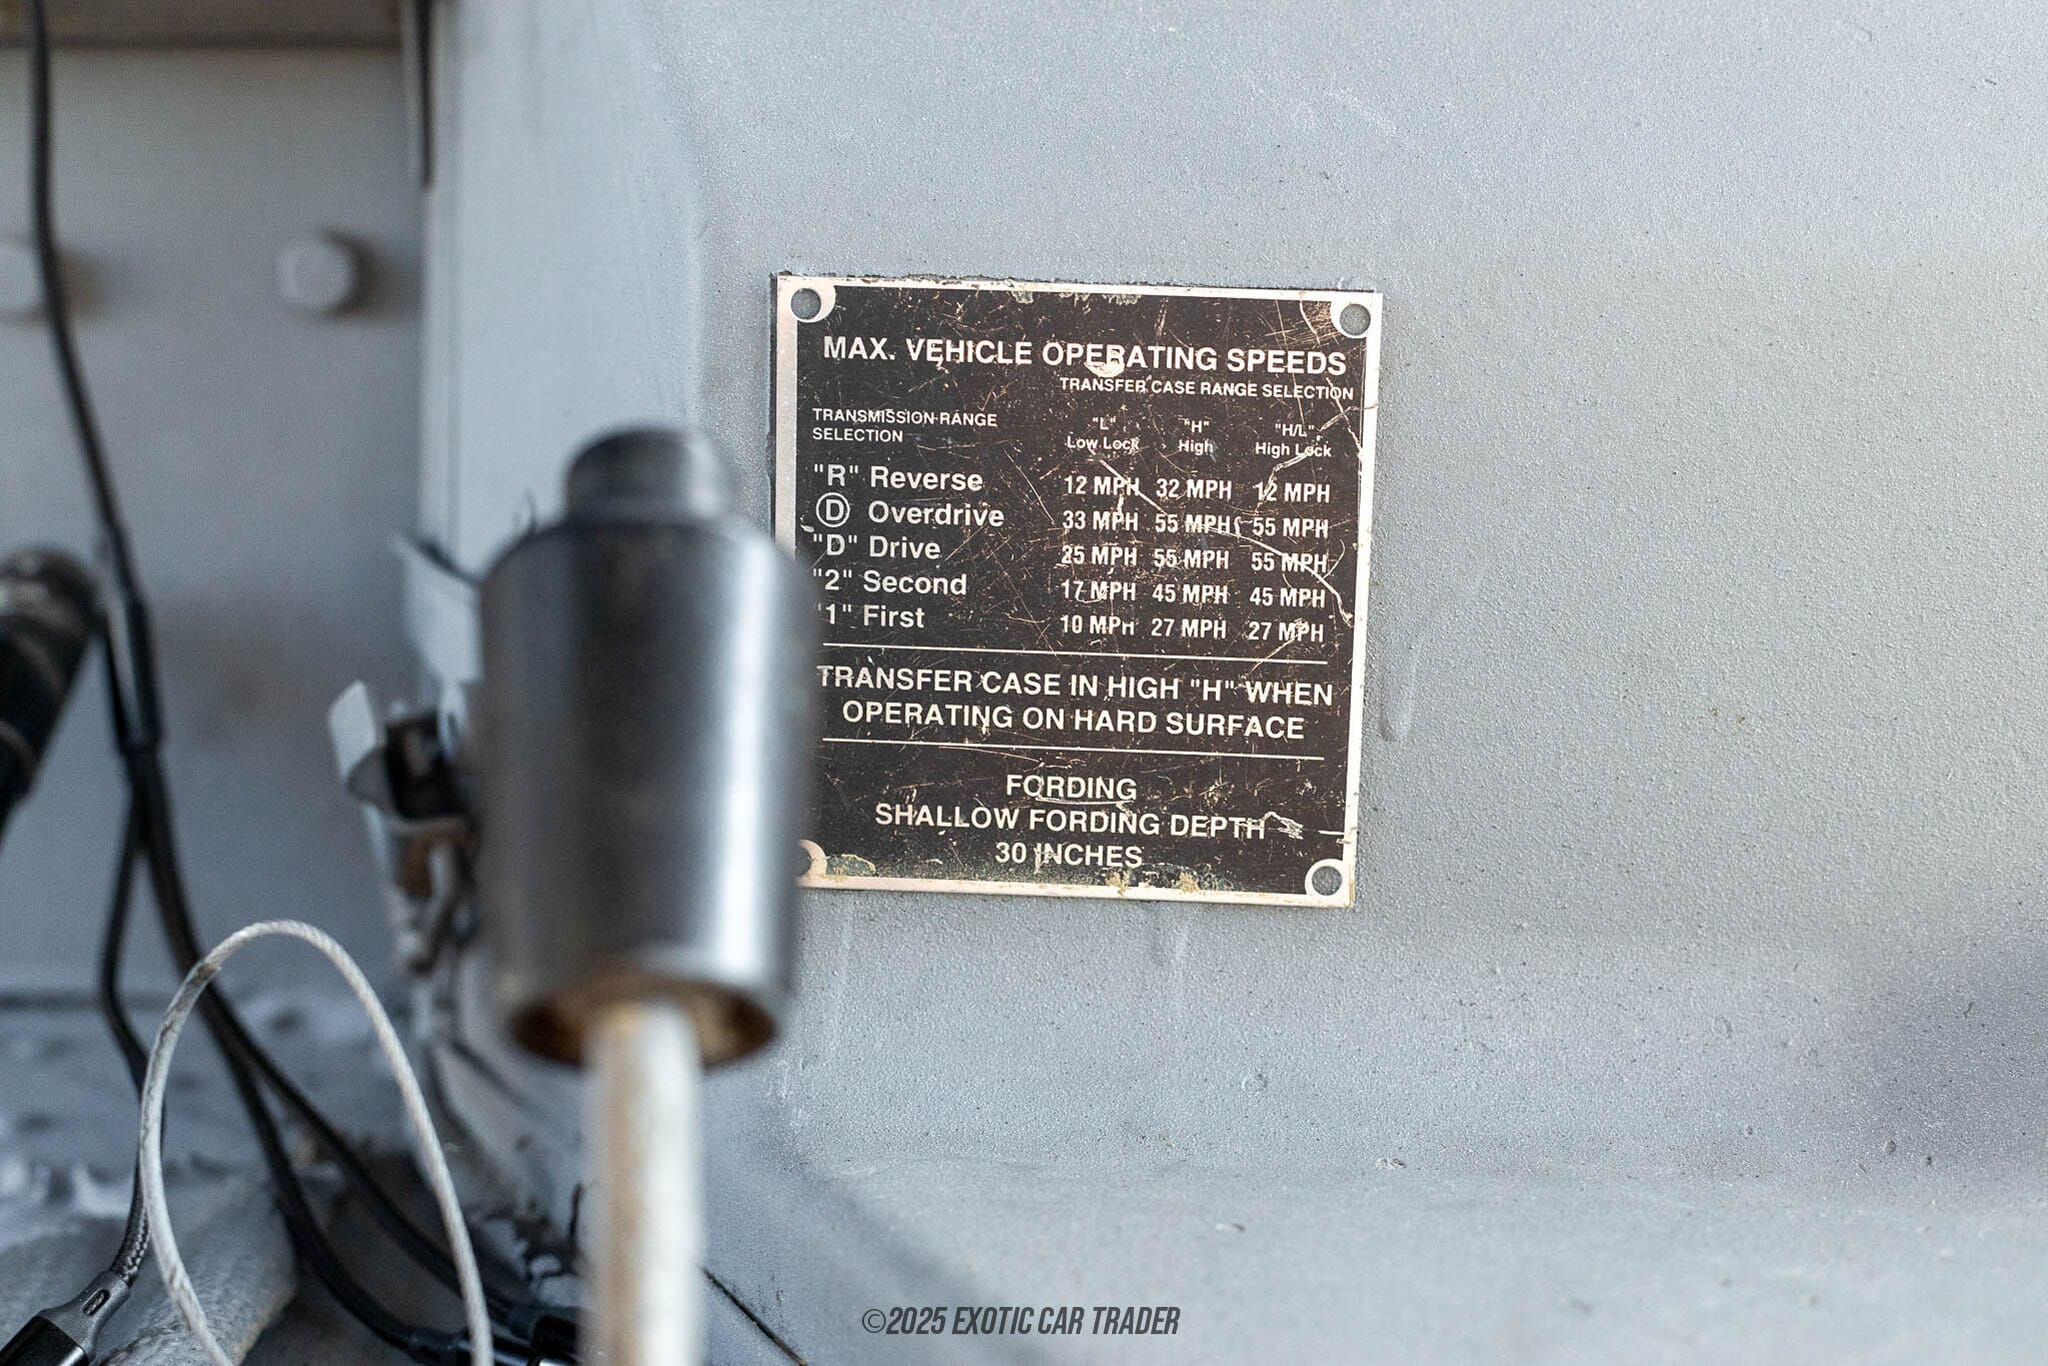 MAX. VEHICLE OPERATING SPEEDS
TRANSFER CASE RANGE SELECTION
TRANSMISSION RANGE
SELECTION
"L" "H" "H/L"
Low Lock High High Lock
"R" Reverse 12 MPH 32 MPH 12 MPH
Ⓓ Overdrive 33 MPH 55 MPH 55 MPH
"D" Drive 25 MPH 55 MPH 55 MPH
"2" Second 17 MPH 45 MPH 45 MPH
"1" First 10 MPH 27 MPH 27 MPH
TRANSFER CASE IN HIGH "H" WHEN
OPERATING ON HARD SURFACE
FORDING
SHALLOW FORDING DEPTH
30 INCHES
©2025 EXOTIC CAR TRADER